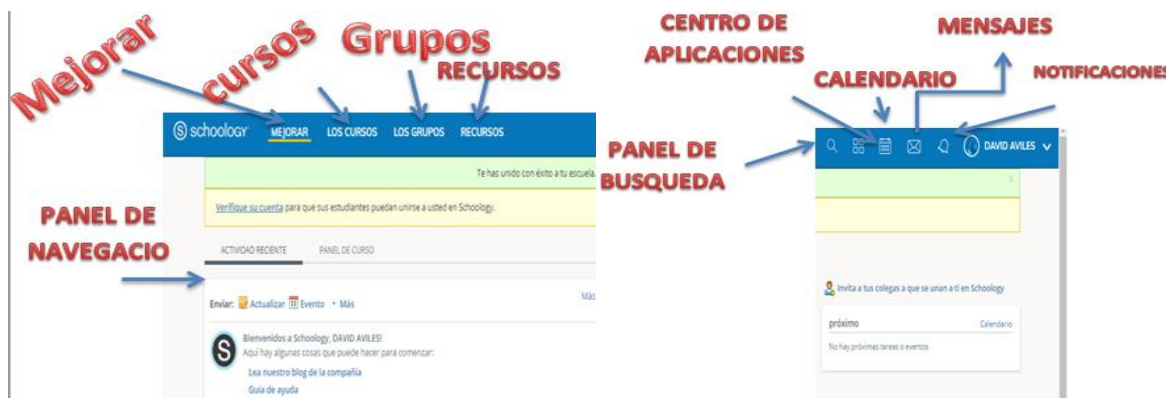 Mejorar
cursos
Grupos
RECURSOS
schoology
MEJORAR LOS CURSOS LOS GRUPOS RECURSOS
Te has unido con éxito a tu escuela.
Verifique su cuenta para que sus estudiantes puedan unirse a usted en Schoology.
PANEL DE
NAVEGACIO
ACTIVIDAD RECIENTE PANEL DE CURSO
Enviar: Actualizar Evento Más
Más
Bienvenidos a Schoology, DAVID AVILES!
Aquí hay algunas cosas que puede hacer para comenzar:
Lea nuestro blog de la compañía
Guia de ayuda
CENTRO DE
APLICACIONES
MENSAJES
CALENDARIO
NOTIFICACIONES
PANEL DE
BUSQUEDA
DAVID AVILES
Invita a tus colegas a que se unan a ti en Schoology
próximo Calendario
No hay próximas tareas o eventos